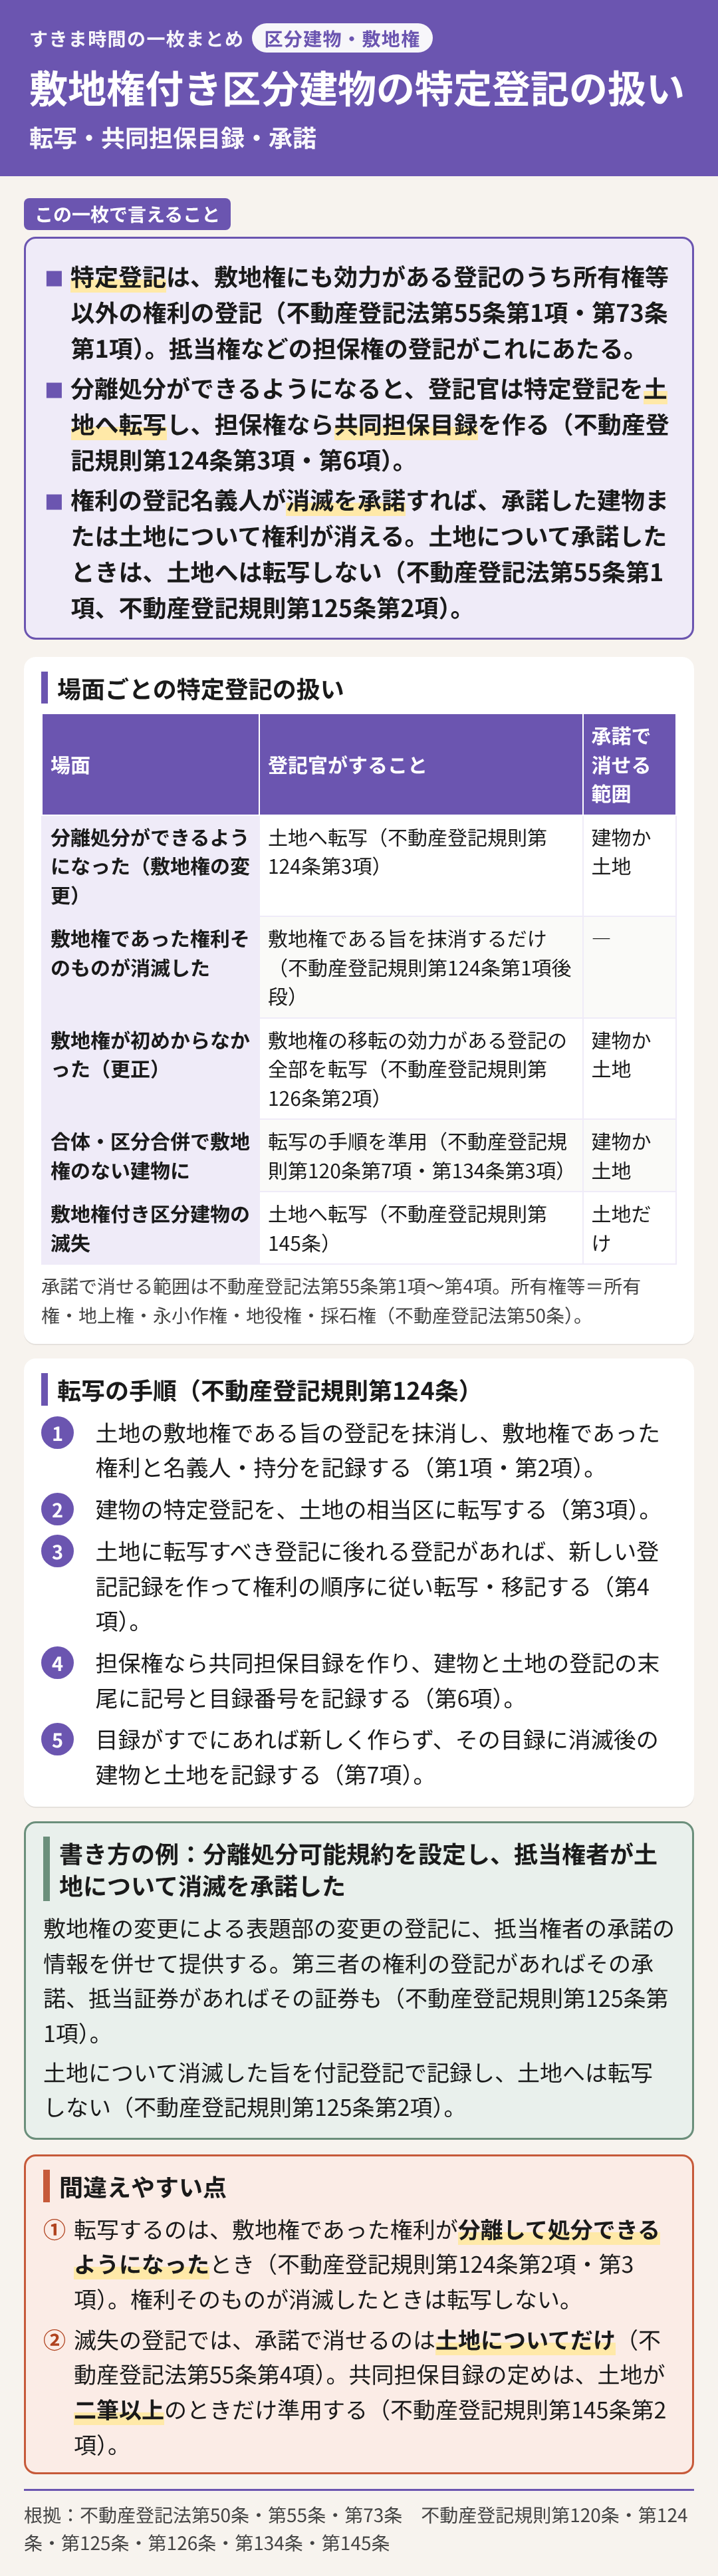 すきま時間の一枚まとめ 区分建物・敷地権
敷地権付き区分建物の特定登記の扱い
転写・共同担保目録・承諾
この一枚で言えること
■ 特定登記は、敷地権にも効力がある登記のうち所有権等
以外の権利の登記（不動産登記法第55条第1項・第73条
第1項）。抵当権などの担保権の登記がこれにあたる。
■ 分離処分ができるようになると、登記官は特定登記を土
地へ転写し、担保権なら共同担保目録を作る（不動産登
記規則第124条第3項・第6項）。
■ 権利の登記名義人が消滅を承諾すれば、承諾した建物ま
たは土地について権利が消える。土地について承諾した
ときは、土地へは転写しない（不動産登記法第55条第1
項、不動産登記規則第125条第2項）。
場面ごとの特定登記の扱い
場面
登記官がすること
承諾で
消せる
範囲
分離処分ができるよう
になった（敷地権の変
更）
土地へ転写（不動産登記規則第
124条第3項）
建物か
土地
敷地権であった権利そ
のものが消滅した
敷地権である旨を抹消するだけ
（不動産登記規則第124条第1項後
段）
—
敷地権が初めからなか
った（更正）
敷地権の移転の効力がある登記の
全部を転写（不動産登記規則第
126条第2項）
建物か
土地
合体・区分合併で敷地
権のない建物に
転写の手順を準用（不動産登記規
則第120条第7項・第134条第3項）
建物か
土地
敷地権付き区分建物の
滅失
土地へ転写（不動産登記規則第
145条）
土地だ
け
承諾で消せる範囲は不動産登記法第55条第1項〜第4項。所有権等＝所有
権・地上権・永小作権・地役権・採石権（不動産登記法第50条）。
転写の手順（不動産登記規則第124条）
1 土地の敷地権である旨の登記を抹消し、敷地権であった
権利と名義人・持分を記録する（第1項・第2項）。
2 建物の特定登記を、土地の相当区に転写する（第3項）。
3 土地に転写すべき登記に後れる登記があれば、新しい登
記記録を作って権利の順序に従い転写・移記する（第4
項）。
4 担保権なら共同担保目録を作り、建物と土地の登記の末
尾に記号と目録番号を記録する（第6項）。
5 目録がすでにあれば新しく作らず、その目録に消滅後の
建物と土地を記録する（第7項）。
書き方の例：分離処分可能規約を設定し、抵当権者が土
地について消滅を承諾した
敷地権の変更による表題部の変更の登記に、抵当権者の承諾の
情報を併せて提供する。第三者の権利の登記があればその承
諾、抵当証券があればその証券も（不動産登記規則第125条第
1項）。
土地について消滅した旨を付記登記で記録し、土地へは転写
しない（不動産登記規則第125条第2項）。
間違えやすい点
① 転写するのは、敷地権であった権利が分離して処分できる
ようになったとき（不動産登記規則第124条第2項・第3
項）。権利そのものが消滅したときは転写しない。
② 滅失の登記では、承諾で消せるのは土地についてだけ（不
動産登記法第55条第4項）。共同担保目録の定めは、土地が
二筆以上のときだけ準用する（不動産登記規則第145条第2
項）。
根拠：不動産登記法第50条・第55条・第73条　不動産登記規則第120条・第124
条・第125条・第126条・第134条・第145条